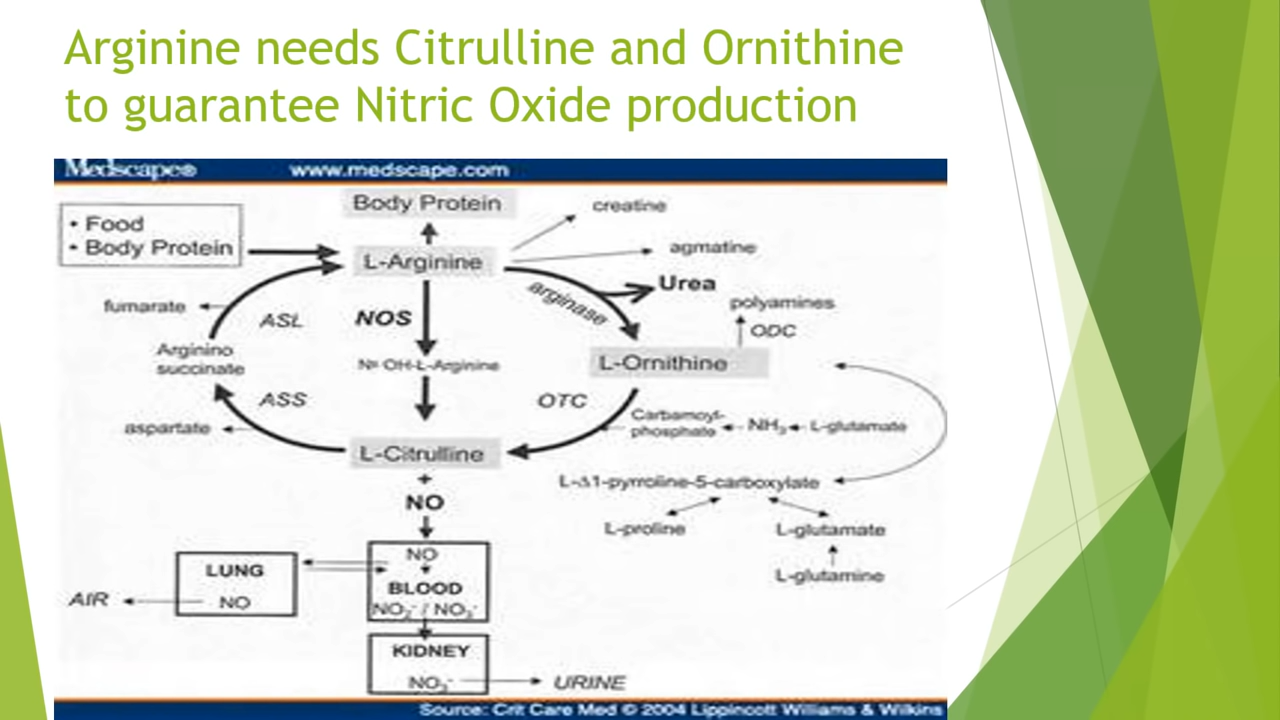 Arginine needs Citrulline and Ornithine
to guarantee Nitric Oxide production
Medscape® www.medscape.com
Body Protein
creatine
• Food
• Body Protein
L-Arginine
agmatine
Urea
arginase
fumarate
ASL
NOS
polyamines
ODC
Arginino
succinate
OH-L-Arginine
L-Ornithine
ASS
OTC
Carbamoyl-
phosphate
NH₃
L-glutamate
aspartate
L-Citrulline
+
NO
L-Δ1-pyrroline-5-carboxylate
L-proline
L-glutamate
L-glutamine
LUNG
NO
AIR
NO
BLOOD
NO₂⁻ / NO₃⁻
KIDNEY
NO₃⁻
URINE
Source: Crit Care Med © 2004 Lippincott Williams & Wilkins